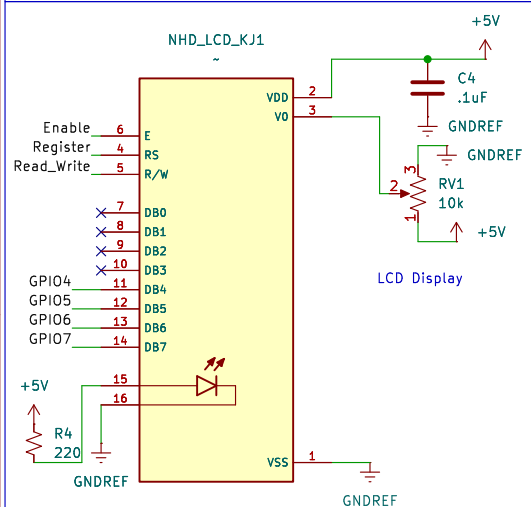 +5V
NHD_LCD_KJ1
~
VDD 2
VO 3
C4
.1uF
GNDREF
Enable 6 E
Register 4 RS
Read_Write 5 R/W
GNDREF
3
2
RV1
10k
1
+5V
7 DB0
8 DB1
9 DB2
10 DB3
LCD Display
GPIO4 11 DB4
GPIO5 12 DB5
GPIO6 13 DB6
GPIO7 14 DB7
15
+5V
16
R4
220
GNDREF
VSS 1
GNDREF